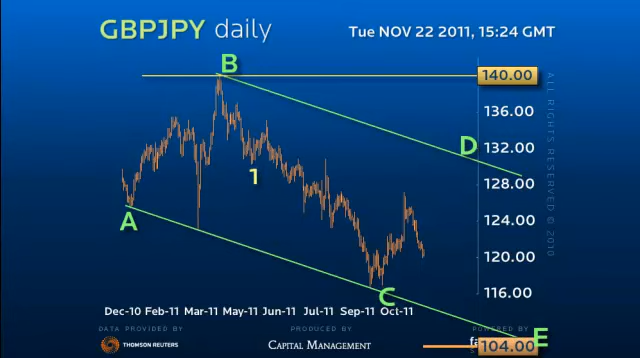 GBPJPY daily
Tue NOV 22 2011, 15:24 GMT
B
140.00
136.00
D
132.00
1
128.00
A
124.00
120.00
C
116.00
Dec-10 Feb-11 Mar-11 May-11 Jun-11 Jul-11 Sep-11 Oct-11
ALL RIGHTS RESERVED © 2010
DATA PROVIDED BY
PRODUCED BY
POWERED BY
E
THOMSON REUTERS
CAPITAL MANAGEMENT
104.00